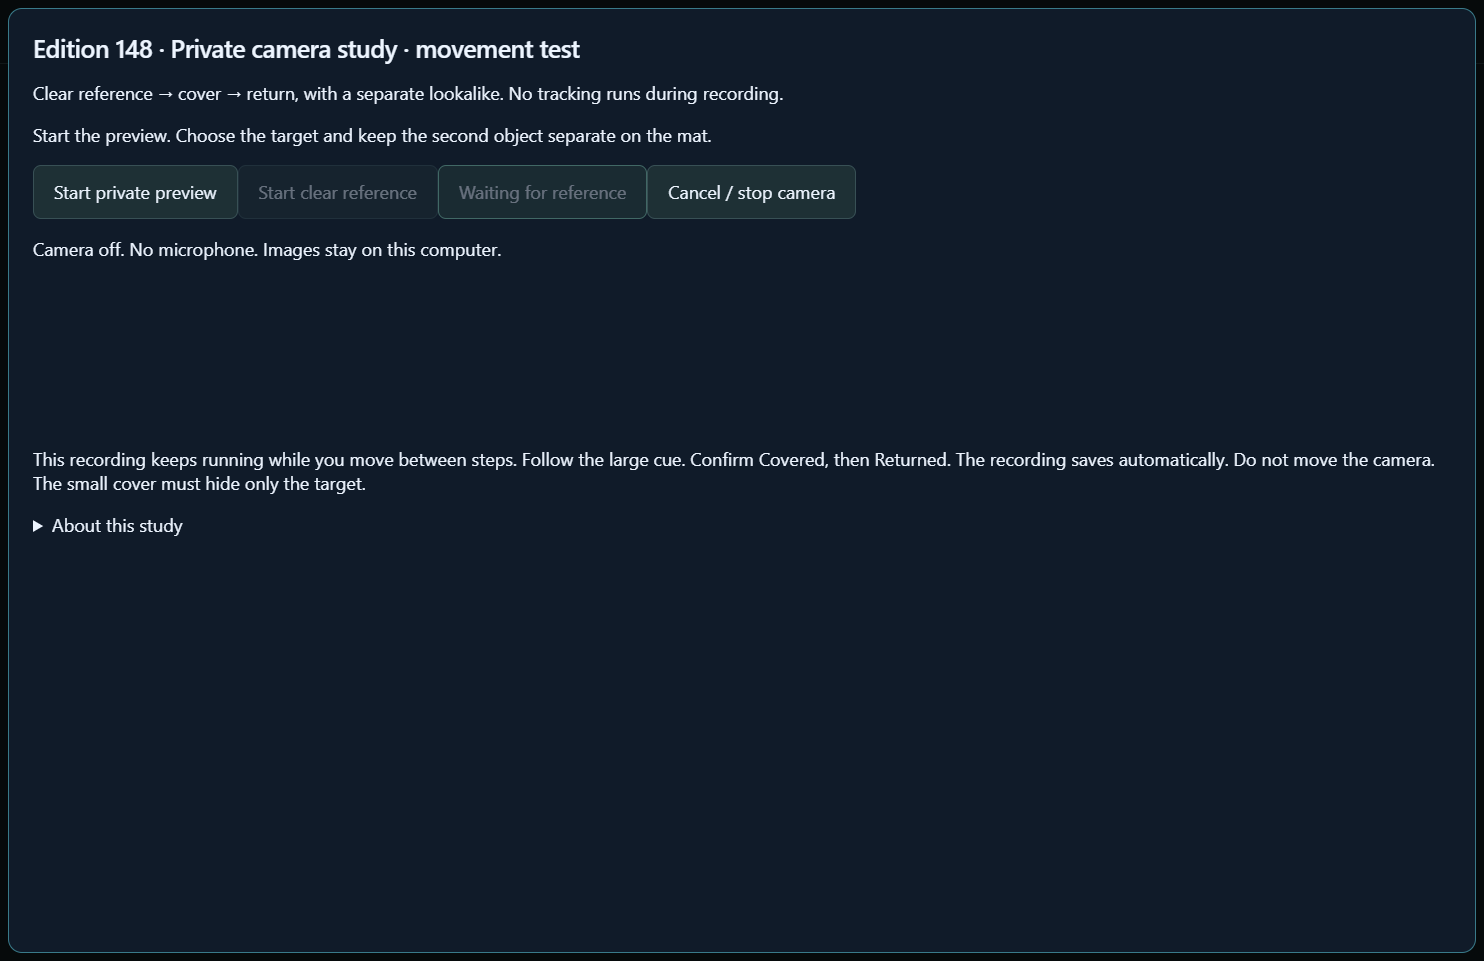 Edition 148 · Private camera study · movement test
Clear reference → cover → return, with a separate lookalike. No tracking runs during recording.
Start the preview. Choose the target and keep the second object separate on the mat.
Start private preview
Start clear reference
Waiting for reference
Cancel / stop camera
Camera off. No microphone. Images stay on this computer.
This recording keeps running while you move between steps. Follow the large cue. Confirm Covered, then Returned. The recording saves automatically. Do not move the camera.
The small cover must hide only the target.
About this study